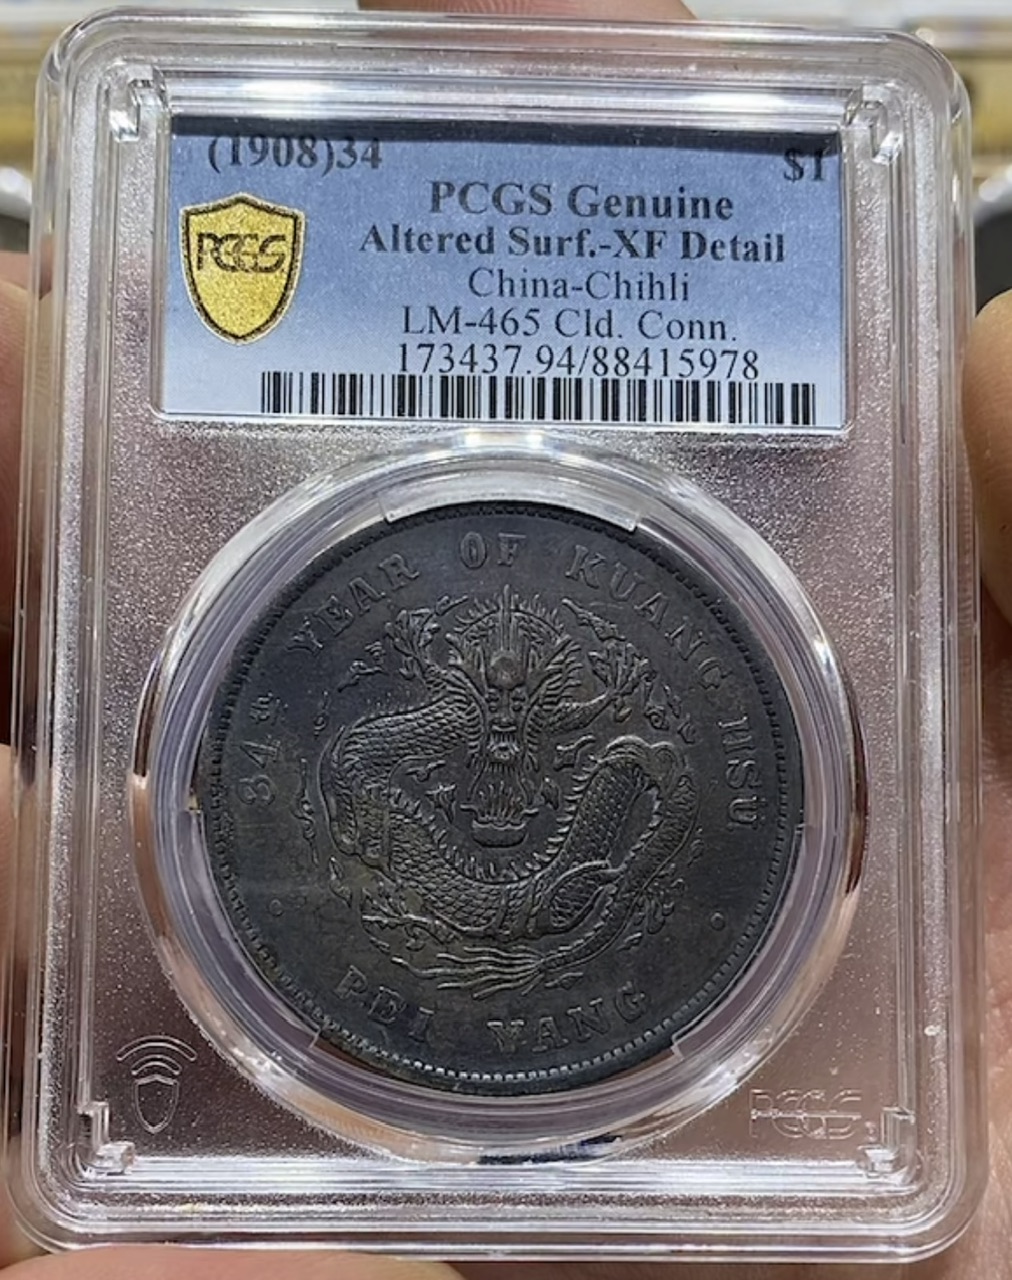 (1908)34 $1
PCGS Genuine
PCGS
Altered Surf.-XF Detail
China-Chihli
LM-465 Cld. Conn.
173437.94/88415978
34th YEAR OF KUANG HSU
PEI YANG
PCGS